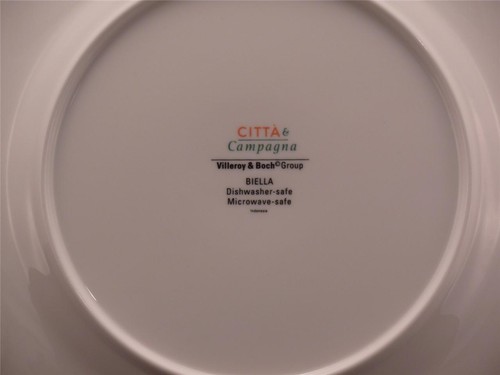 CITTÀ &
Campagna
Villeroy & Boch © Group
BIELLA
Dishwasher-safe
Microwave-safe